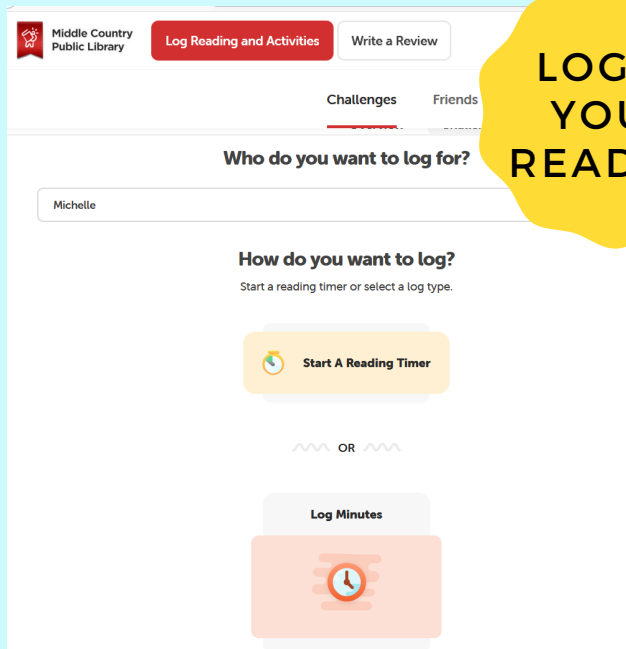 Middle Country
Public Library
Log Reading and Activities
Write a Review
LOG
YOU
READ
Challenges
Friends
Who do you want to log for?
Michelle
How do you want to log?
Start a reading timer or select a log type.
Start A Reading Timer
OR
Log Minutes